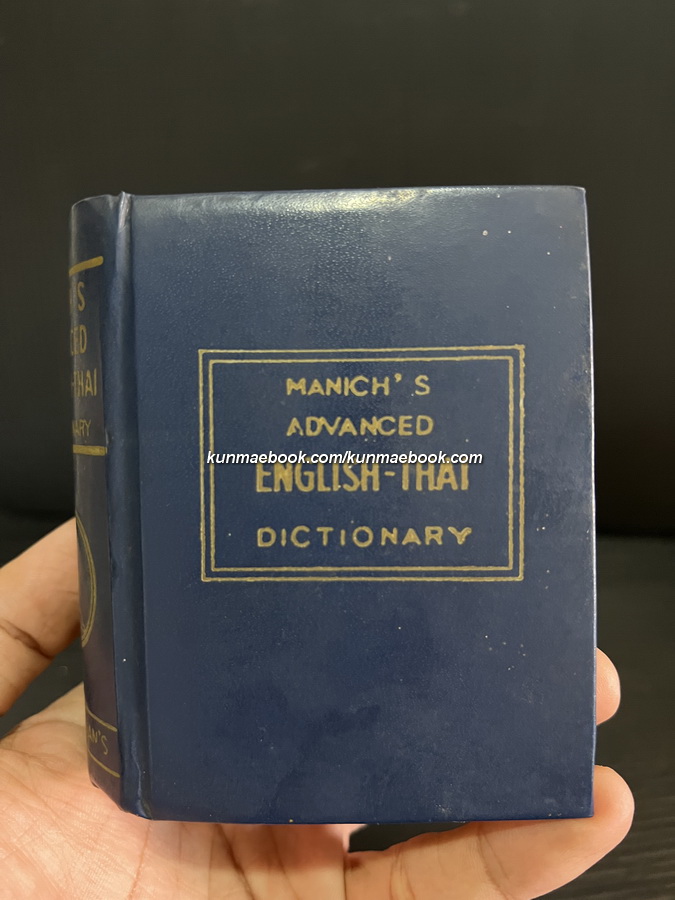 MANICH'S
ADVANCED
ENGLISH-THAI
DICTIONARY
kunmaebook.com/kunmaebook.com